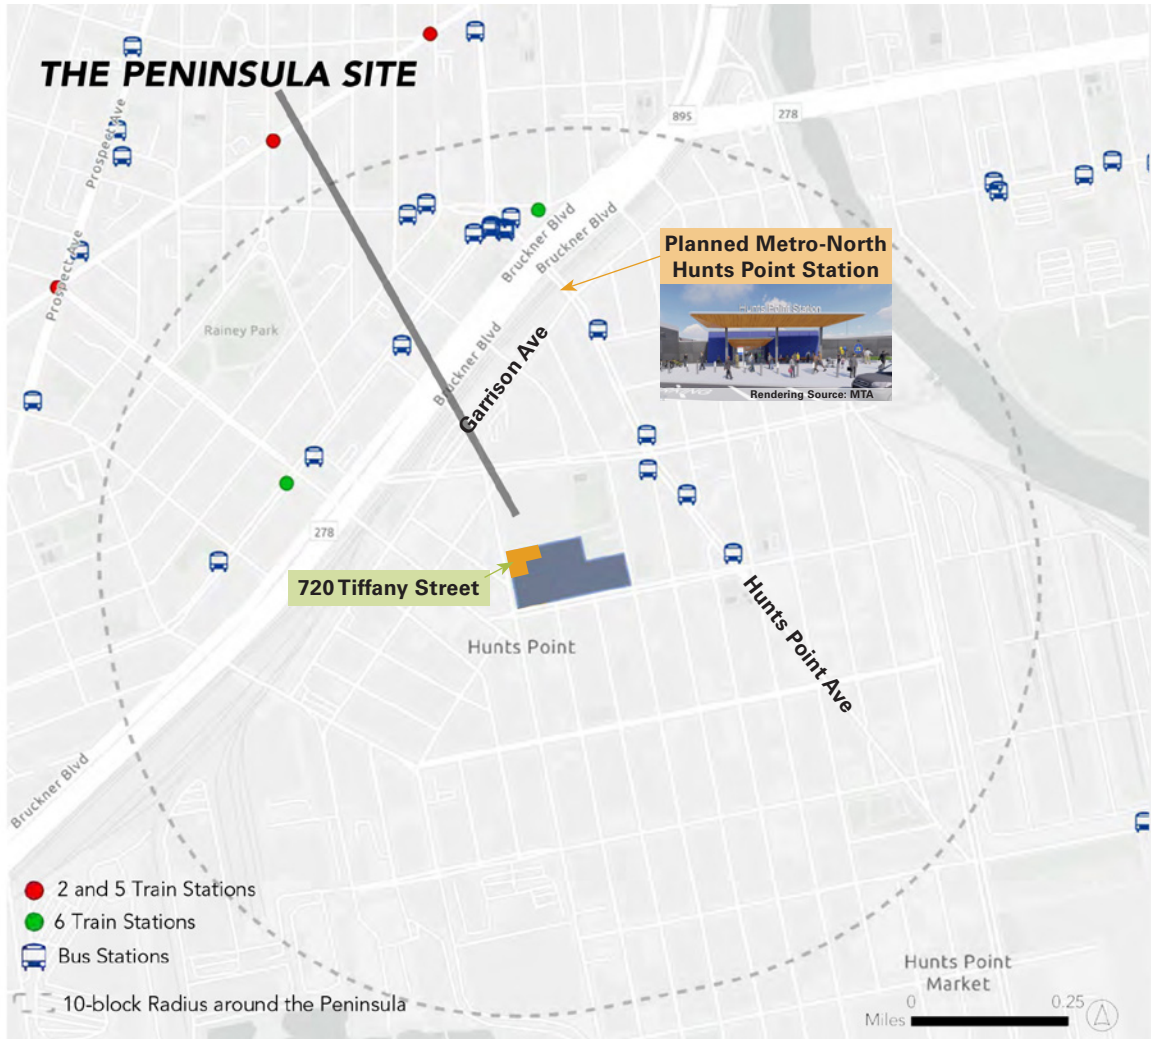 THE PENINSULA SITE
895
278
Prospect Ave
Bruckner Blvd
Bruckner Blvd
Planned Metro-North
Hunts Point Station
Hunts Point Station
Rendering Source: MTA
Prospect Ave
Rainey Park
Bruckner Blvd
Garrison Ave
278
720 Tiffany Street
Hunts Point
Hunts Point Ave
Bruckner Blvd
2 and 5 Train Stations
6 Train Stations
Bus Stations
10-block Radius around the Peninsula
Hunts Point
Market
0 0.25
Miles